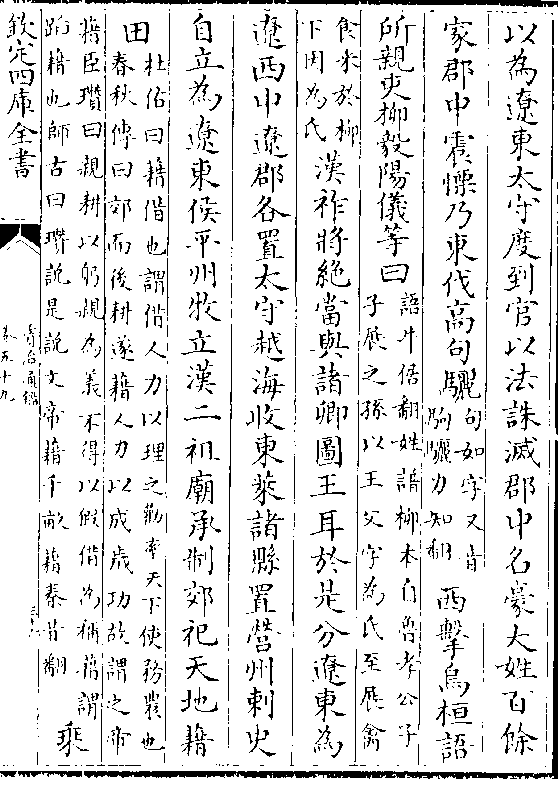 以為遼東太守度到官以法誅滅郡中名豪大姓百餘
家郡中震慄乃東伐高句驪句如字又音駒驪力知翻西擊烏桓語
所親吏柳毅陽儀等曰語牛倨翻姓譜柳本自魯孝公子子展之孫以王父字為氏至展禽
食采於柳下因為氏漢祚將絶當與諸卿圖王耳於是分遼東為
遼西中遼郡各置太守越海收東萊諸縣置營州刺史
自立為遼東侯平州牧立漢二祖廟承制郊祀天地藉
田杜佑曰藉借也謂借人力以理之勸率天下使務農也春秋傳曰郊而後耕遂藉人力以成歲功故謂之帝
藉臣瓚曰親耕以躬親為義不得以假借為稱藉謂蹈藉也師古曰瓚說是說文帝藉千畝藉秦昔翻乘
欽定四庫全書
資治通鑑
卷五十九